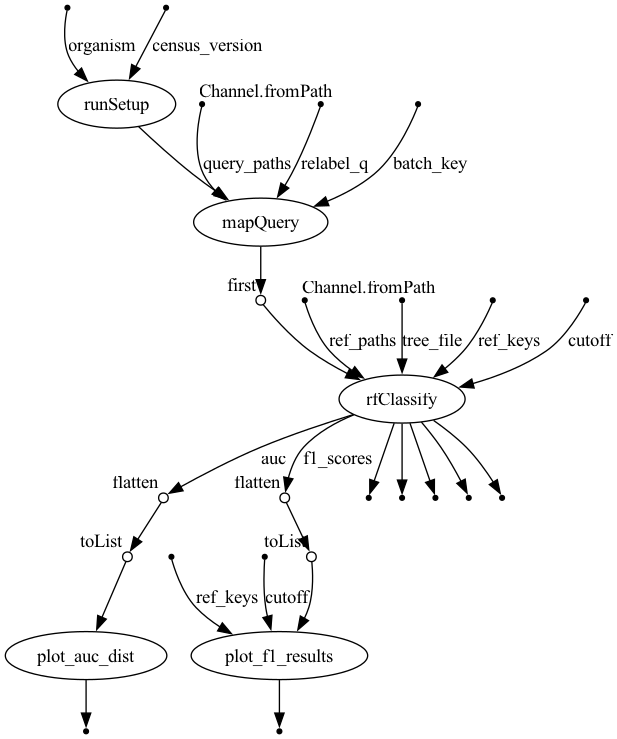 organism
census_version
runSetup
Channel.fromPath
query_paths
relabel_q
batch_key
mapQuery
first
Channel.fromPath
ref_paths
tree_file
ref_keys
cutoff
rfClassify
auc
f1_scores
flatten
flatten
toList
toList
ref_keys
cutoff
plot_auc_dist
plot_f1_results